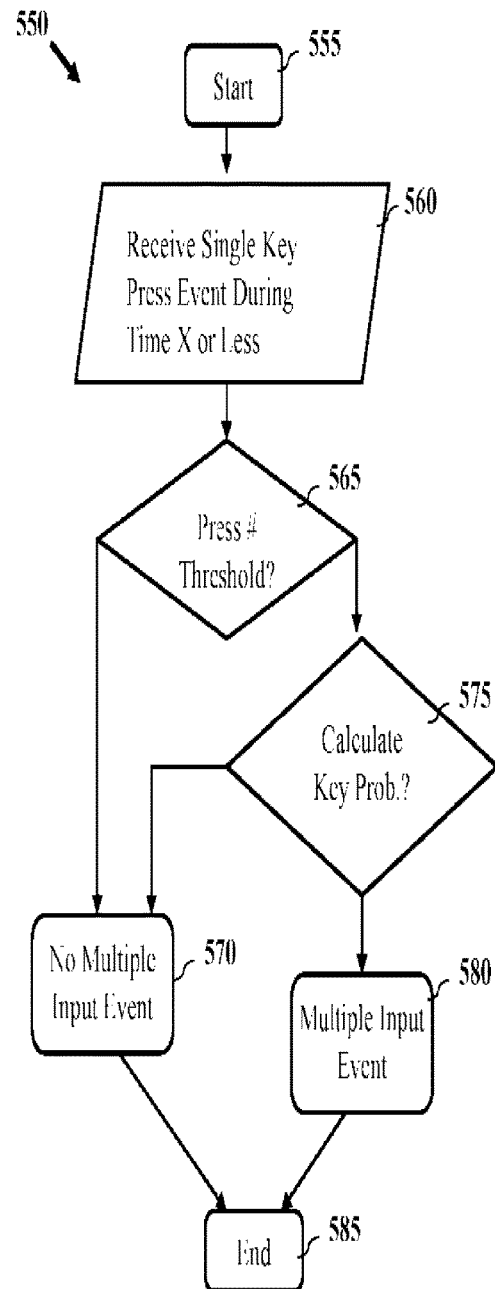 550
555
Start
560
Receive Single Key
Press Event During
Time X or Less
565
Press #
Threshold?
575
Calculate
Key Prob.?
570
No Multiple
Input Event
580
Multiple Input
Event
585
End